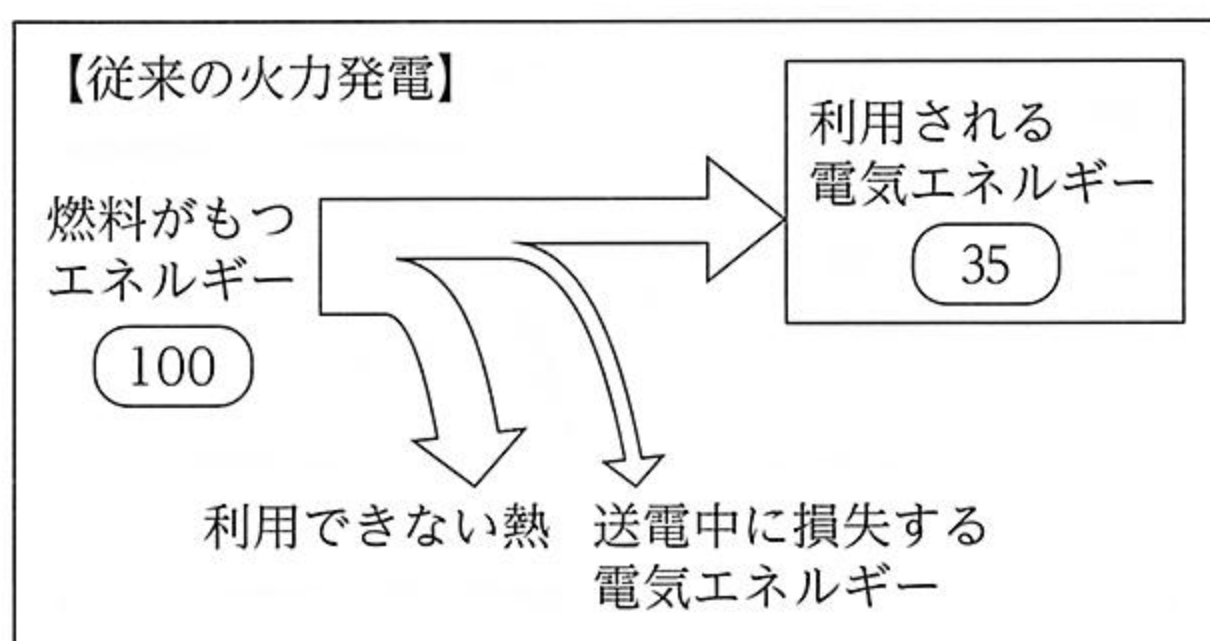 【従来の火力発電】
燃料がもつ
エネルギー
100
利用される
電気エネルギー
35
利用できない熱
送電中に損失する
電気エネルギー